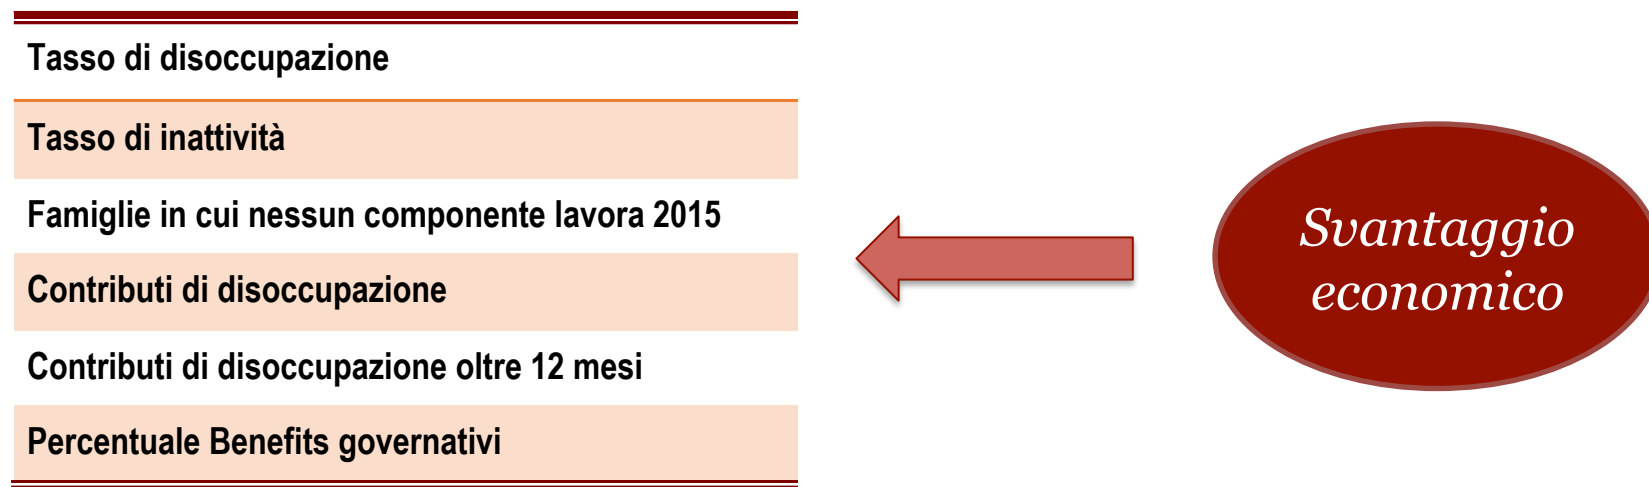 Tasso di disoccupazione
Tasso di inattività
Famiglie in cui nessun componente lavora 2015
Contributi di disoccupazione
Contributi di disoccupazione oltre 12 mesi
Percentuale Benefits governativi
Svantaggio
economico